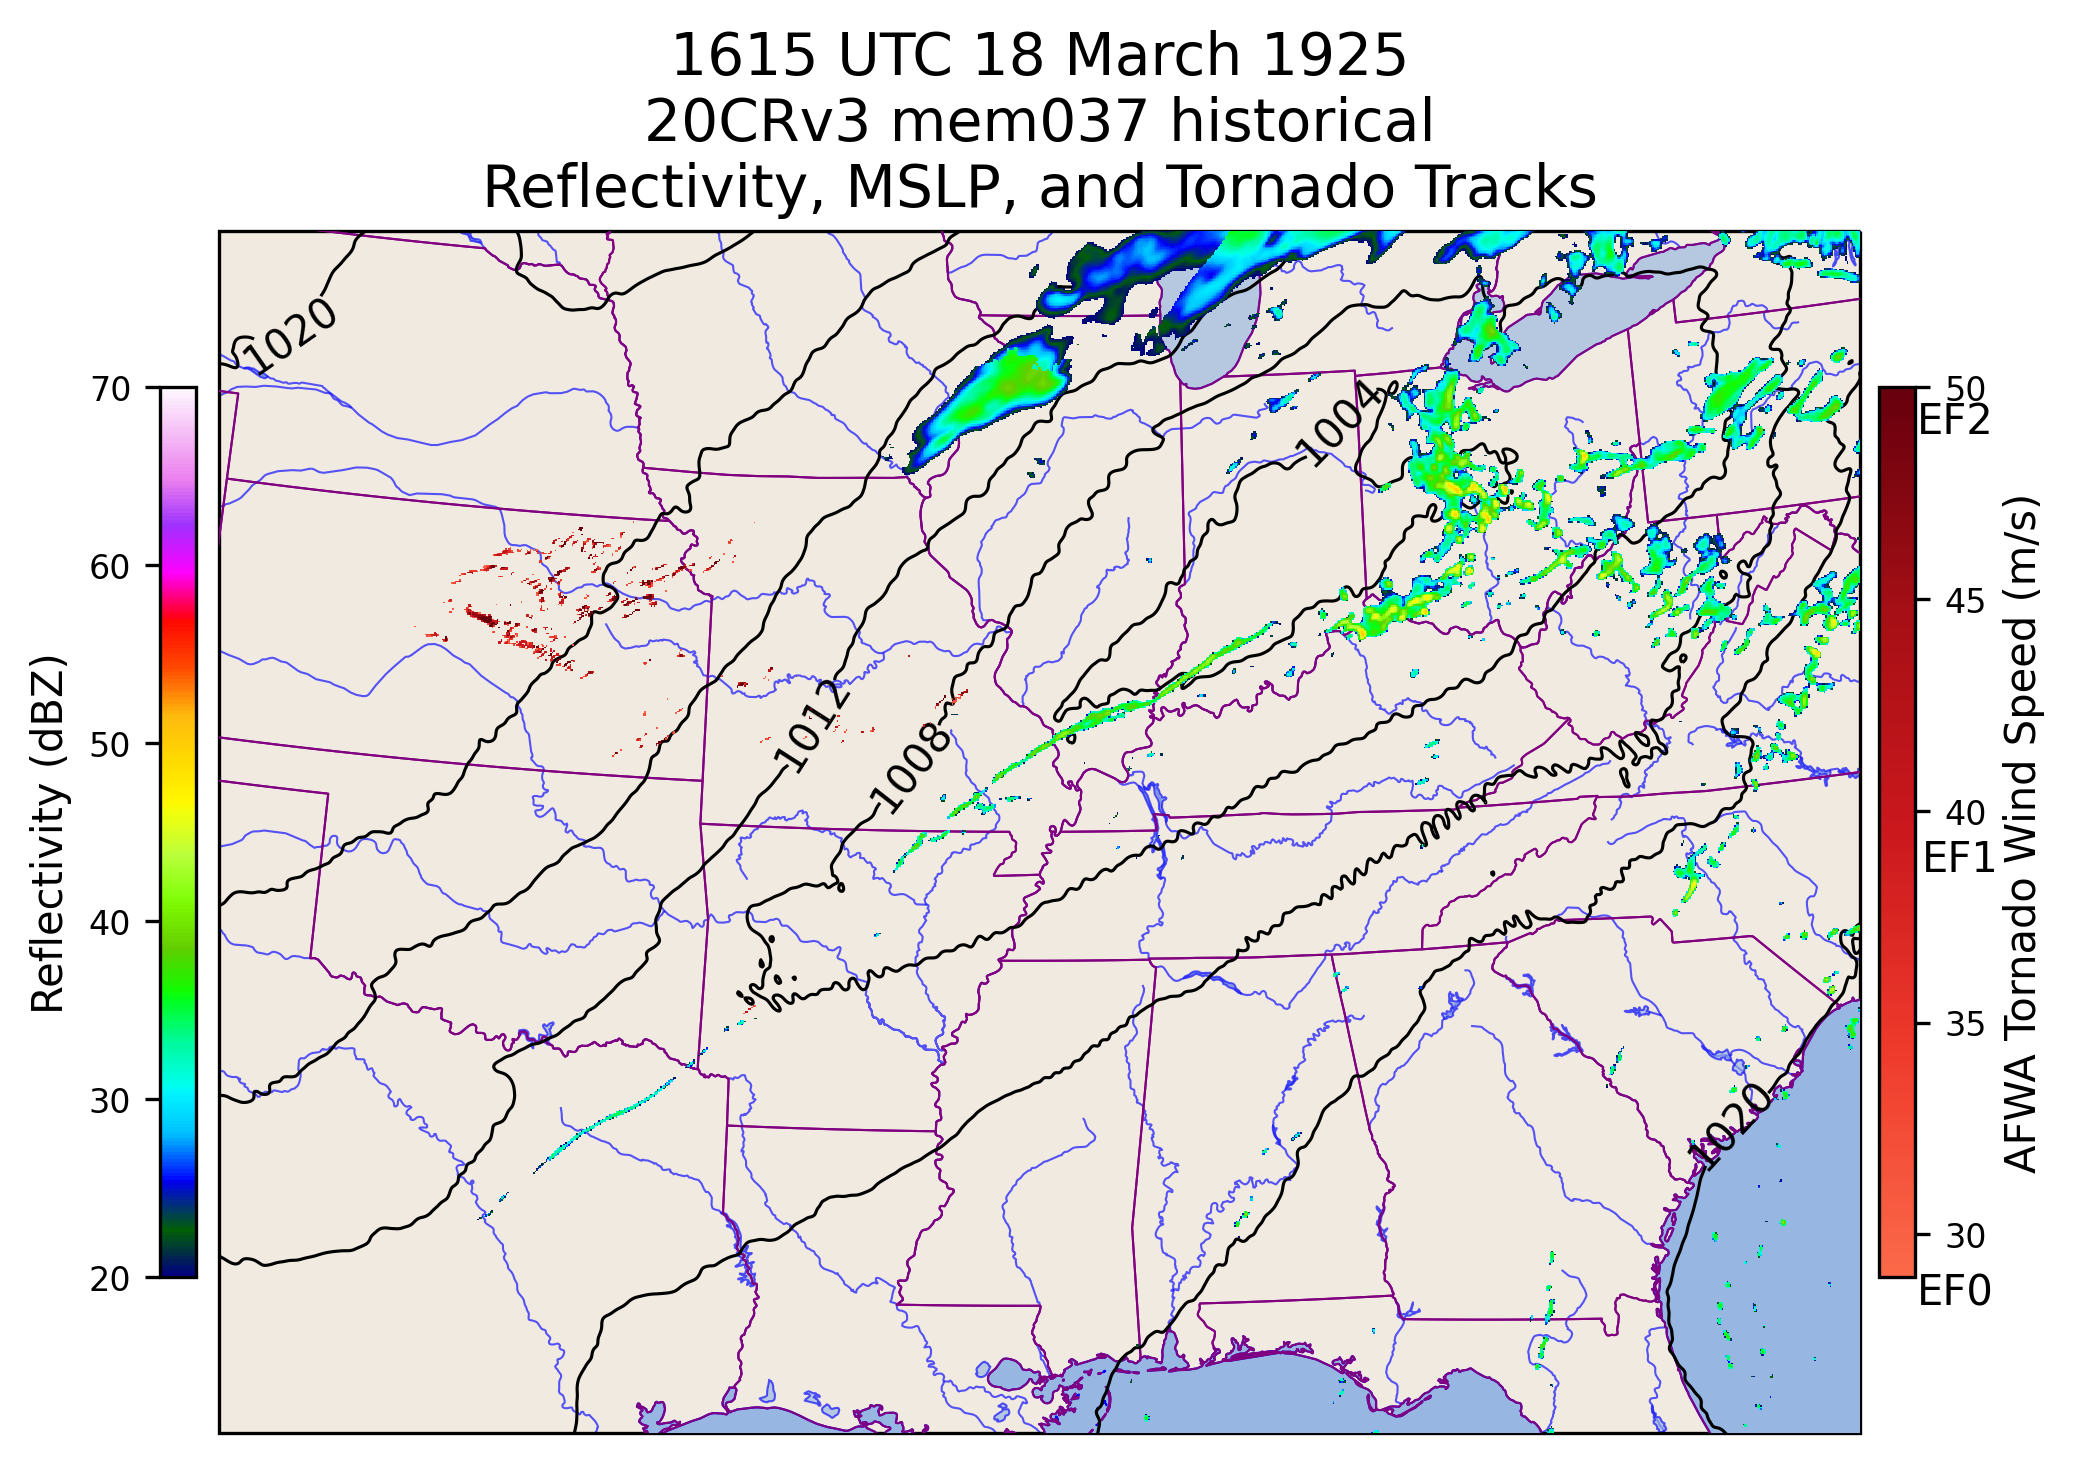 1615 UTC 18 March 1925
20CRv3 mem037 historical
Reflectivity, MSLP, and Tornado Tracks
1020
1004
1012
1008
1020
Reflectivity (dBZ)
70
60
50
40
30
20
50
EF2
45
40
EF1
35
30
EF0
AFWA Tornado Wind Speed (m/s)